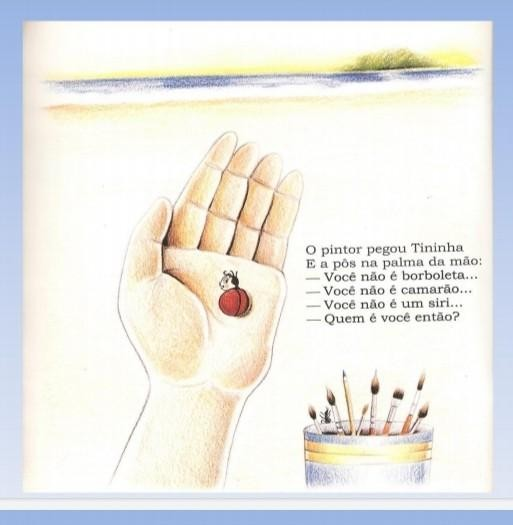 O pintor pegou Tininha
E a pôs na palma da mão:
— Você não é borboleta...
— Você não é camarão...
— Você não é um siri...
— Quem é você então?